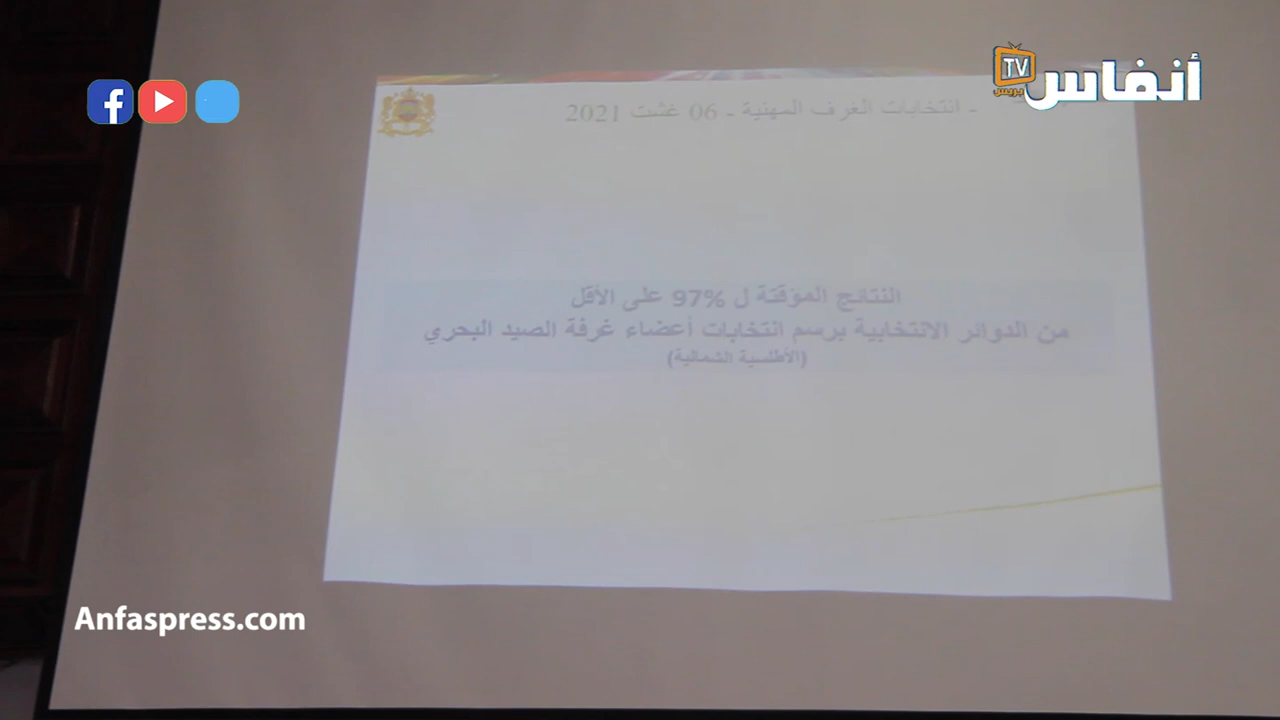 أنفاس
TV
بريس
- انتخابات الغرف المهنية - 06 غشت 2021
النتائج المؤقتة ل 97% على الأقل
من الدوائر الانتخابية برسم انتخابات أعضاء غرفة الصيد البحري
(الأطلسية الشمالية)
Anfaspress.com